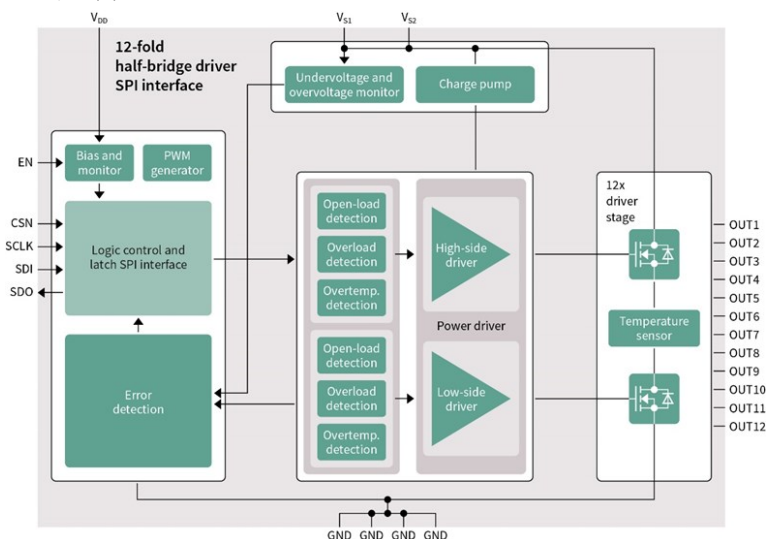 V_DD
V_S1
V_S2
12-fold
half-bridge driver
SPI interface
Undervoltage and
overvoltage monitor
Charge pump
EN
Bias and
monitor
PWM
generator
CSN
SCLK
SDI
SDO
Logic control and
latch SPI interface
Error
detection
Open-load
detection
Overload
detection
Overtemp.
detection
High-side
driver
Power driver
Open-load
detection
Overload
detection
Overtemp.
detection
Low-side
driver
12x
driver
stage
Temperature
sensor
OUT1
OUT2
OUT3
OUT4
OUT5
OUT6
OUT7
OUT8
OUT9
OUT10
OUT11
OUT12
GND GND GND GND